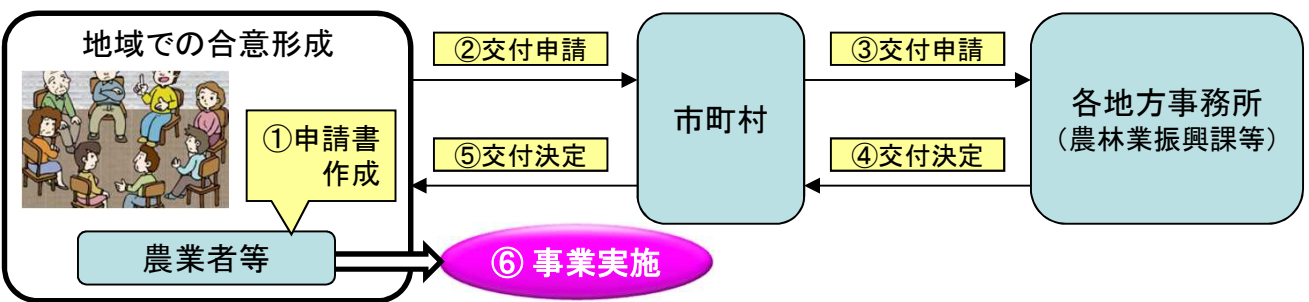 地域での合意形成
①申請書
作成
農業者等
②交付申請
⑤交付決定
市町村
③交付申請
④交付決定
各地方事務所
（農林業振興課等）
⑥ 事業実施